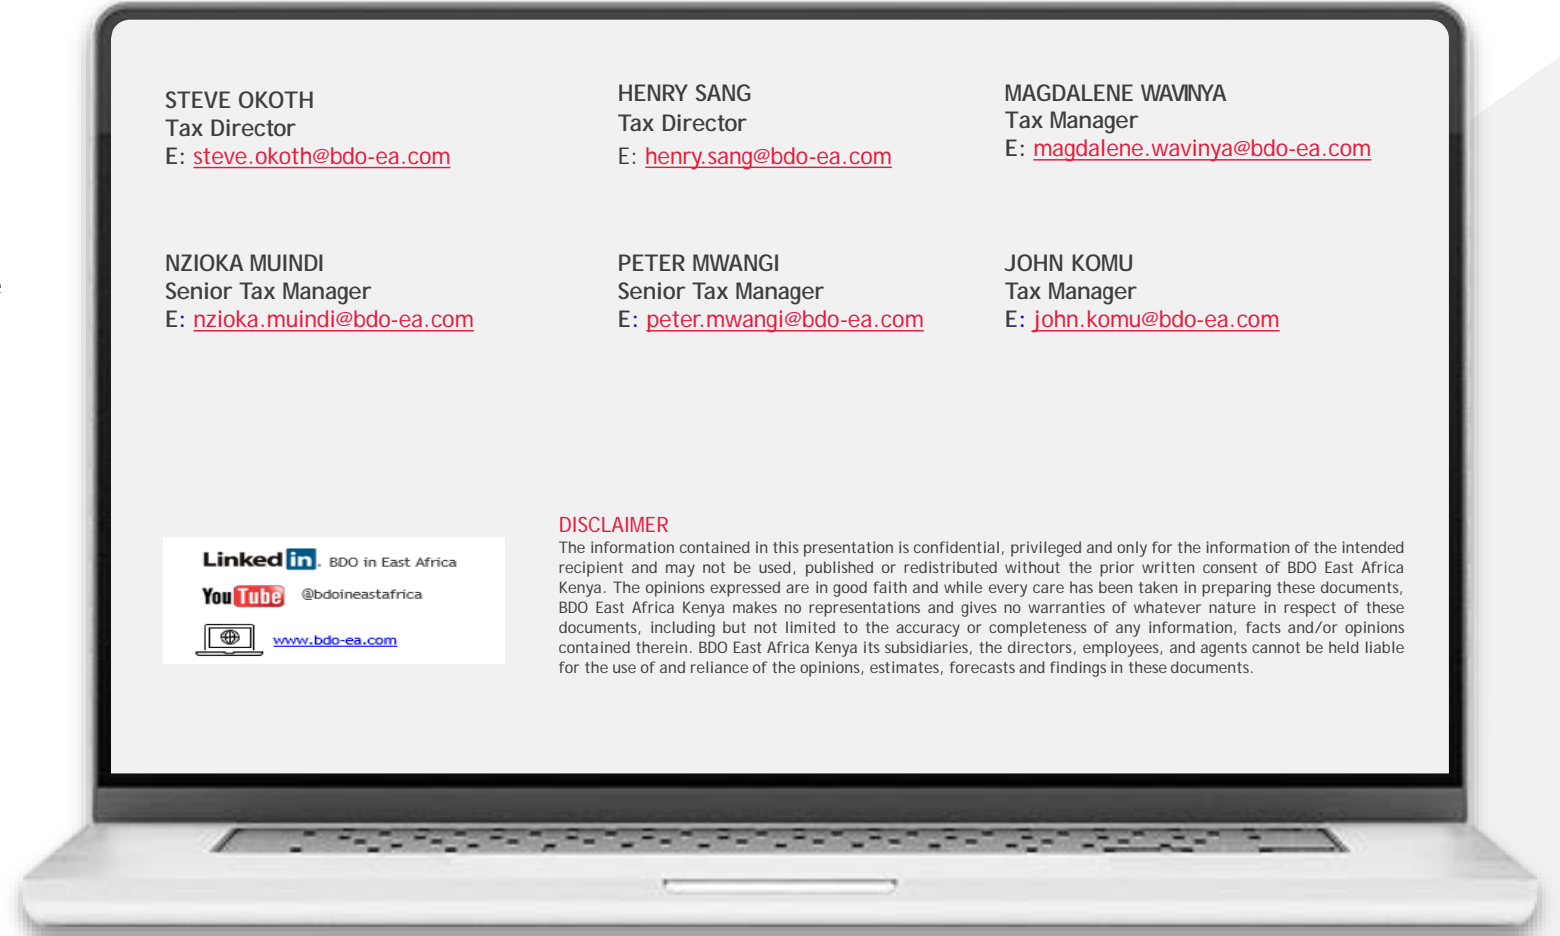 STEVE OKOTH
Tax Director
E: steve.okoth@bdo-ea.com
HENRY SANG
Tax Director
E: henry.sang@bdo-ea.com
MAGDALENE WAVINYA
Tax Manager
E: magdalene.wavinya@bdo-ea.com
NZIOKA MUINDI
Senior Tax Manager
E: nzioka.muindi@bdo-ea.com
PETER MWANGI
Senior Tax Manager
E: peter.mwangi@bdo-ea.com
JOHN KOMU
Tax Manager
E: john.komu@bdo-ea.com
Linked in. BDO in East Africa
YouTube @bdoineastafrica
www.bdo-ea.com
DISCLAIMER
The information contained in this presentation is confidential, privileged and only for the information of the intended
recipient and may not be used, published or redistributed without the prior written consent of BDO East Africa
Kenya. The opinions expressed are in good faith and while every care has been taken in preparing these documents,
BDO East Africa Kenya makes no representations and gives no warranties of whatever nature in respect of these
documents, including but not limited to the accuracy or completeness of any information, facts and/or opinions
contained therein. BDO East Africa Kenya its subsidiaries, the directors, employees, and agents cannot be held liable
for the use of and reliance of the opinions, estimates, forecasts and findings in these documents.